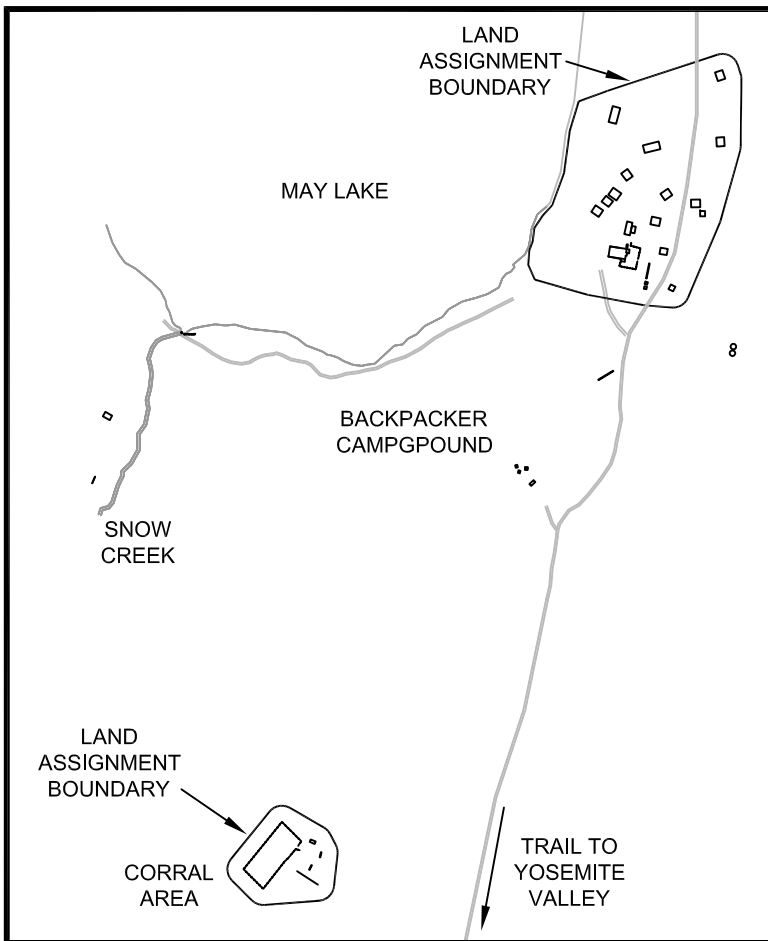 LAND
ASSIGNMENT
BOUNDARY
MAY LAKE
BACKPACKER
CAMPGPOUND
SNOW
CREEK
LAND
ASSIGNMENT
BOUNDARY
CORRAL
AREA
TRAIL TO
YOSEMITE
VALLEY